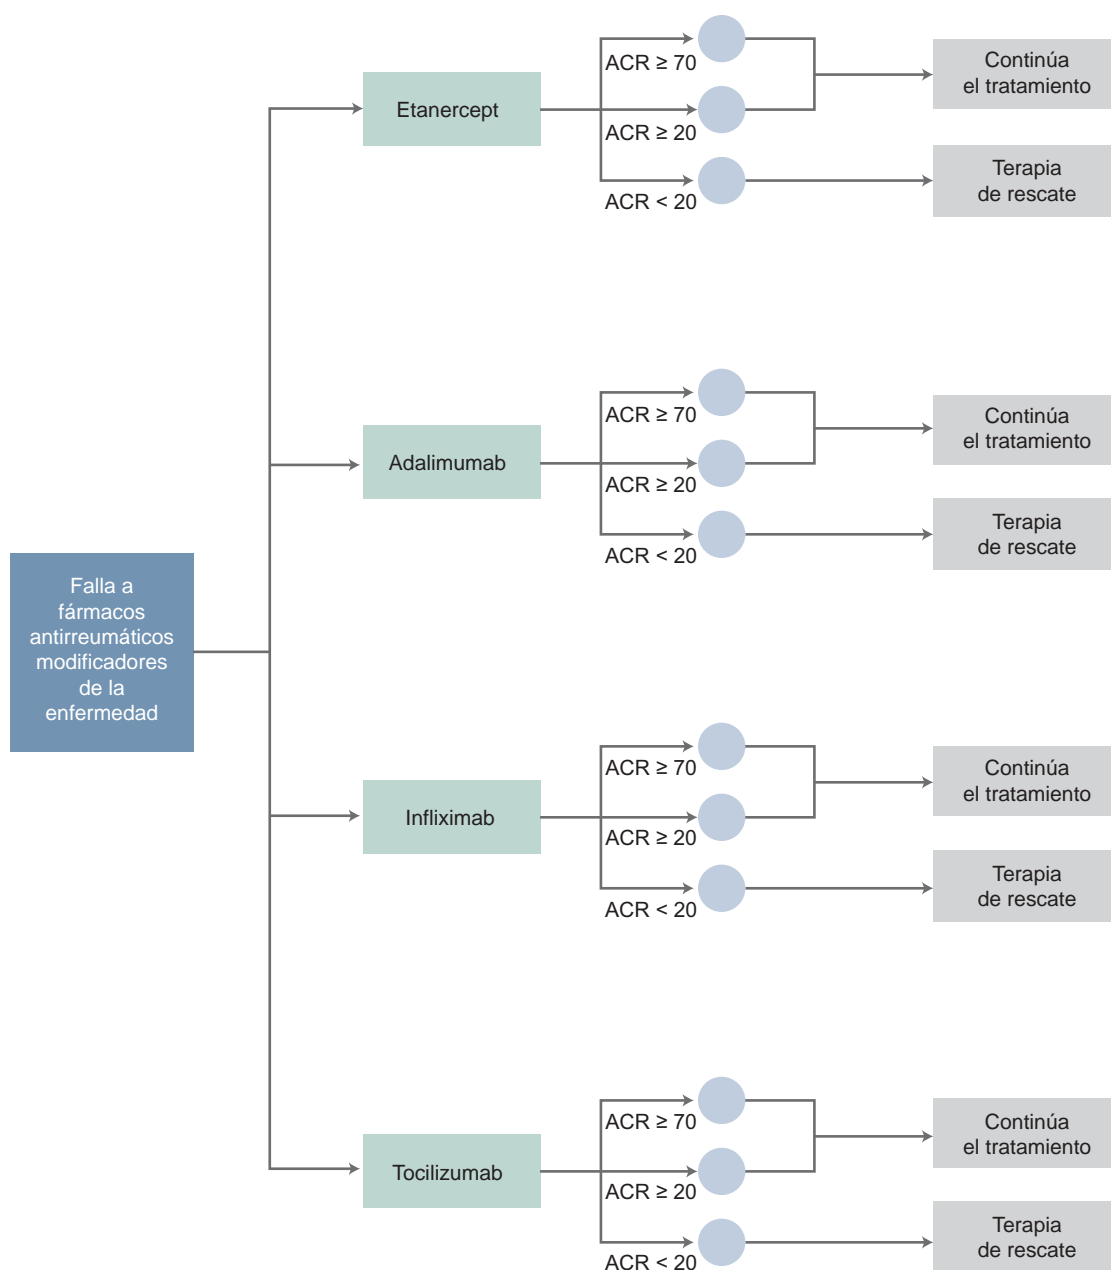 Falla a
fármacos
antirreumáticos
modificadores
de la
enfermedad
Etanercept
ACR ≥ 70
ACR ≥ 20
ACR < 20
Continúa
el tratamiento
Terapia
de rescate
Adalimumab
ACR ≥ 70
ACR ≥ 20
ACR < 20
Continúa
el tratamiento
Terapia
de rescate
Infliximab
ACR ≥ 70
ACR ≥ 20
ACR < 20
Continúa
el tratamiento
Terapia
de rescate
Tocilizumab
ACR ≥ 70
ACR ≥ 20
ACR < 20
Continúa
el tratamiento
Terapia
de rescate